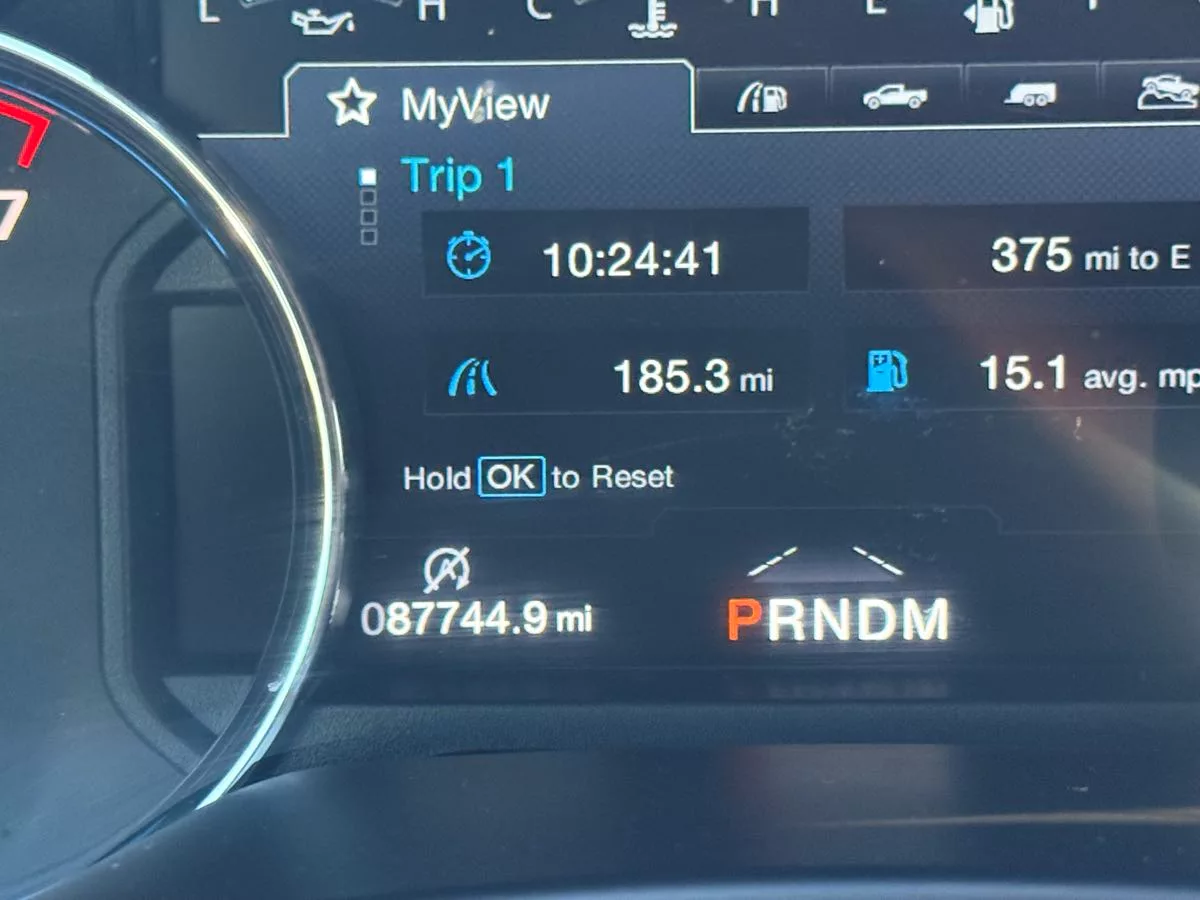 L H C H E
MyView
Trip 1
10:24:41
375 mi to E
185.3 mi
15.1 avg. mp
Hold OK to Reset
087744.9 mi
PRNDM
7